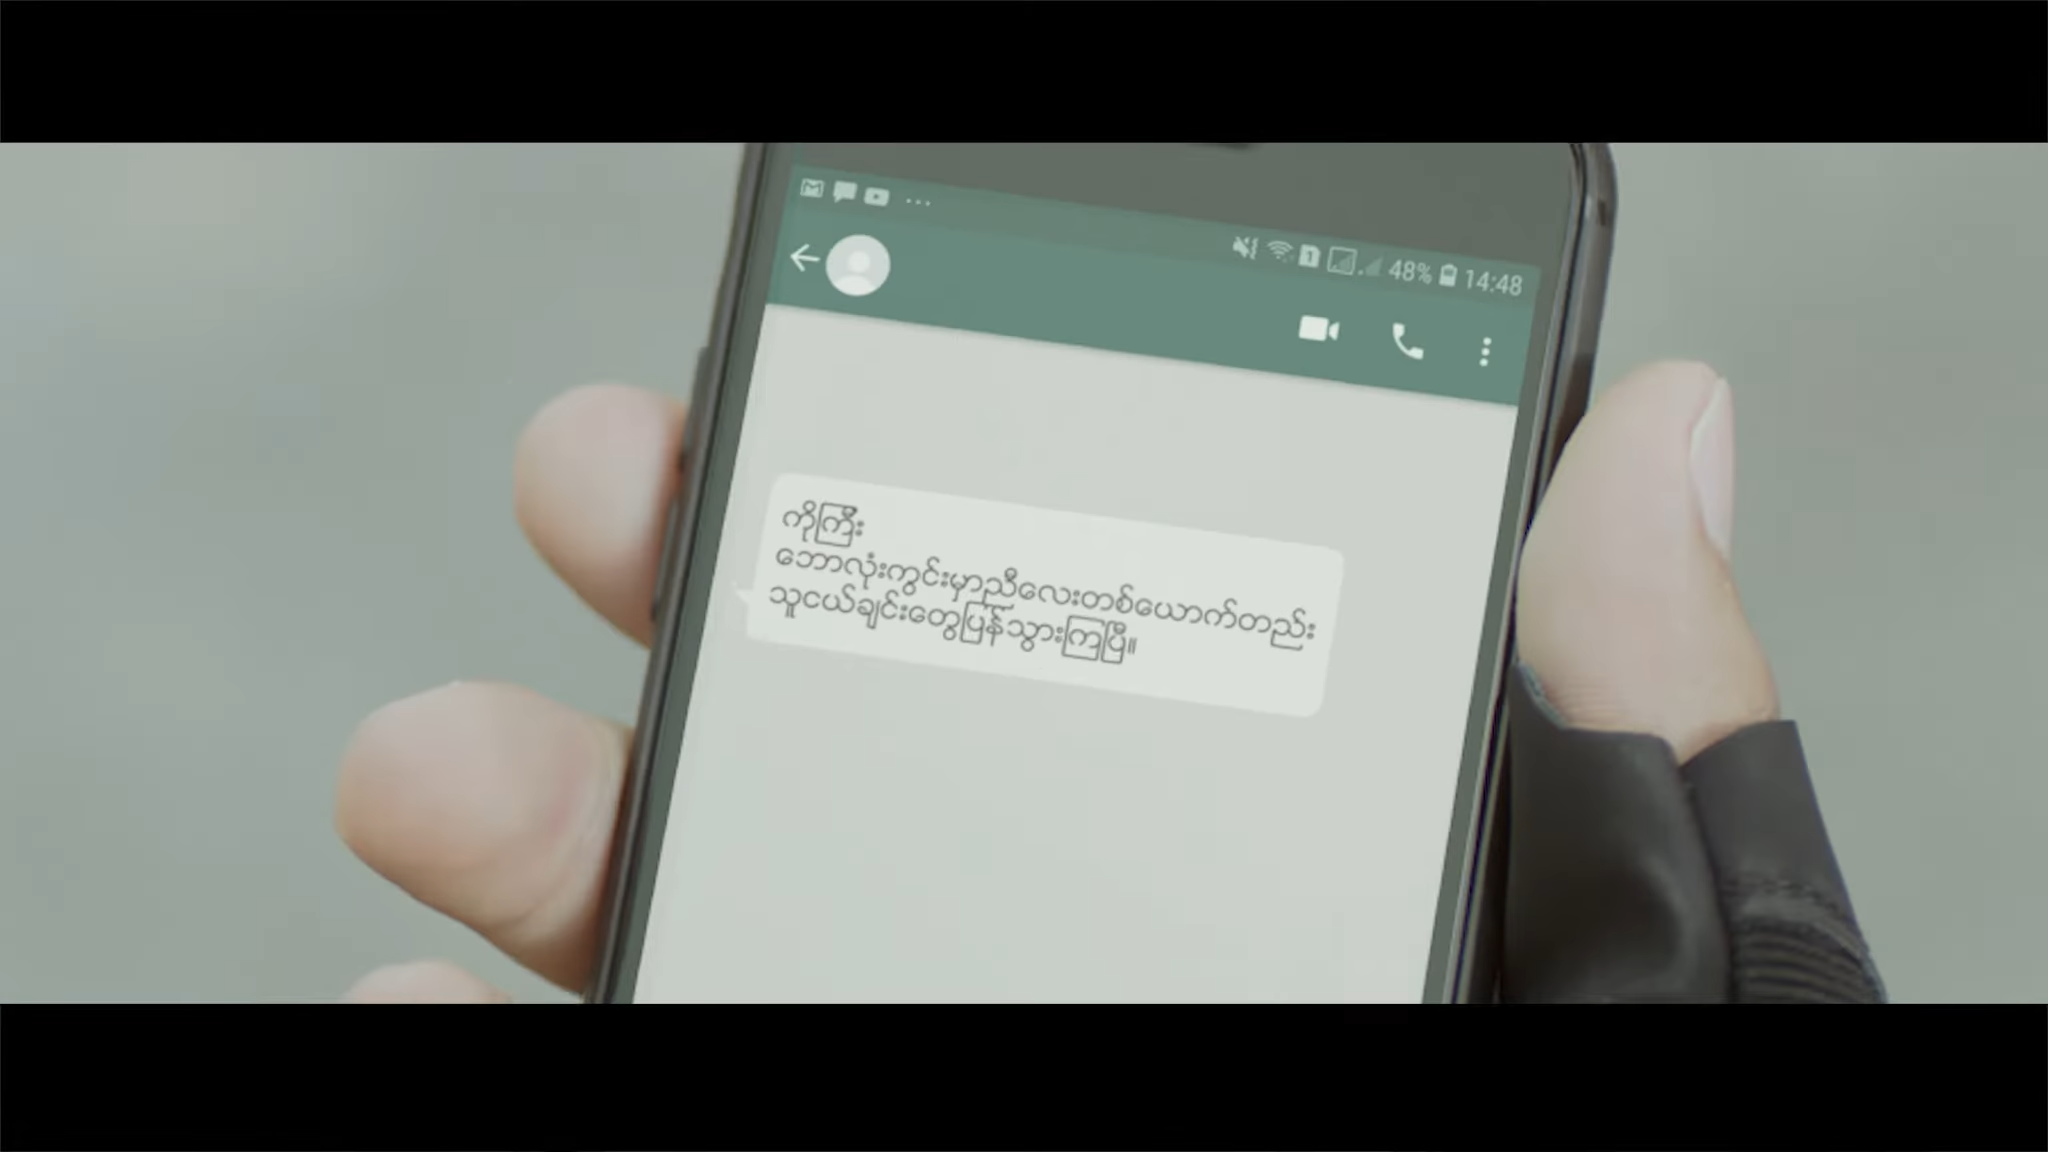 48% 14:48
ကိုကြီး
ဘောလုံးကွင်းမှာညီလေးတစ်ယောက်တည်း
သူငယ်ချင်းတွေပြန်သွားကြပြီ။